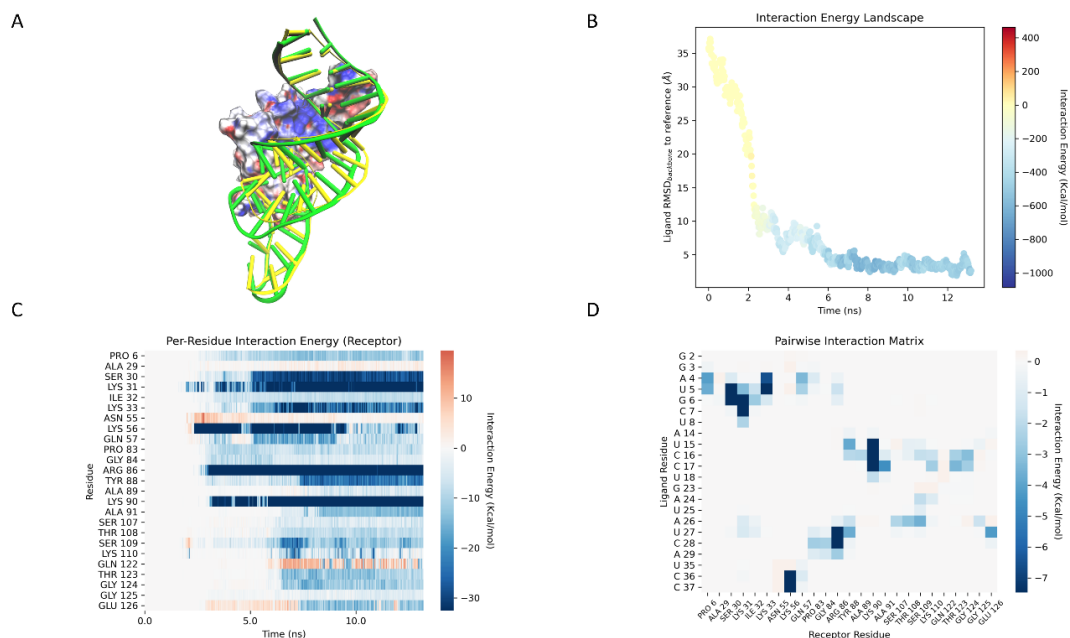 A
B
Interaction Energy Landscape
35
30
25
20
15
10
5
Ligand RMSDbackbone to reference (Å)
0
2
4
6
8
10
12
Time (ns)
400
200
0
−200
−400
−600
−800
−1000
Interaction Energy (Kcal/mol)
C
Per-Residue Interaction Energy (Receptor)
Residue
PRO 6
ALA 29
SER 30
LYS 31
ILE 32
LYS 33
ASN 55
LYS 56
GLN 57
PRO 83
GLY 84
ARG 86
TYR 88
ALA 89
LYS 90
ALA 91
SER 107
THR 108
SER 109
LYS 110
GLN 122
THR 123
GLY 124
GLY 125
GLU 126
0.0
5.0
10.0
Time (ns)
10
0
−10
−20
−30
Interaction Energy (Kcal/mol)
D
Pairwise Interaction Matrix
Ligand Residue
G 2
G 3
A 4
U 5
G 6
C 7
U 8
A 14
U 15
C 16
C 17
U 18
G 23
A 24
U 25
A 26
U 27
C 28
A 29
U 35
C 36
C 37
PRO 6
ALA 29
SER 30
LYS 31
ILE 32
LYS 33
ASN 55
LYS 56
GLN 57
PRO 83
GLY 84
ARG 86
TYR 88
ALA 89
LYS 90
ALA 91
SER 107
THR 108
SER 109
LYS 110
GLN 122
THR 123
GLY 124
GLY 125
GLU 126
Receptor Residue
0
−1
−2
−3
−4
−5
−6
−7
Interaction Energy (Kcal/mol)